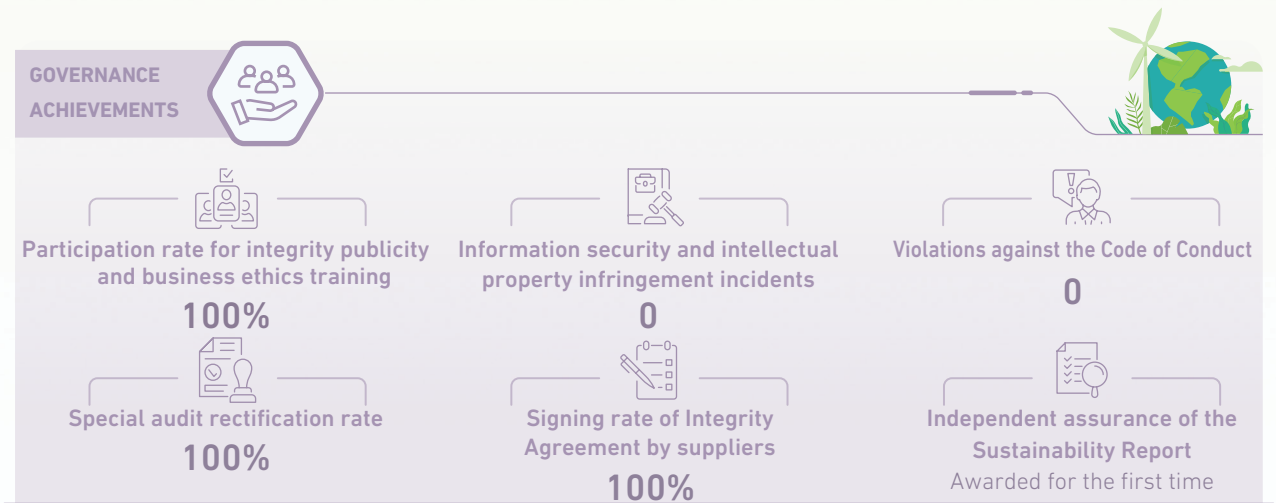 GOVERNANCE
ACHIEVEMENTS
Participation rate for integrity publicity
and business ethics training
100%
Information security and intellectual
property infringement incidents
0
Violations against the Code of Conduct
0
Special audit rectification rate
100%
Signing rate of Integrity
Agreement by suppliers
100%
Independent assurance of the
Sustainability Report
Awarded for the first time